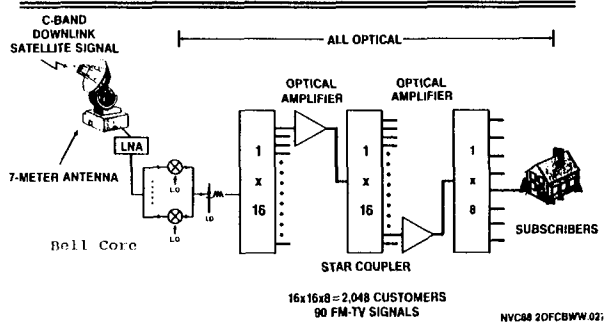 C-BAND
DOWNLINK
SATELLITE SIGNAL
ALL OPTICAL
OPTICAL
AMPLIFIER
OPTICAL
AMPLIFIER
LNA
7-METER ANTENNA
LO
LO
LD
1
x
16
1
x
16
1
x
8
SUBSCRIBERS
Bell Core
STAR COUPLER
16x16x8=2,048 CUSTOMERS
90 FM-TV SIGNALS
NVC88 2DFCBWW.027